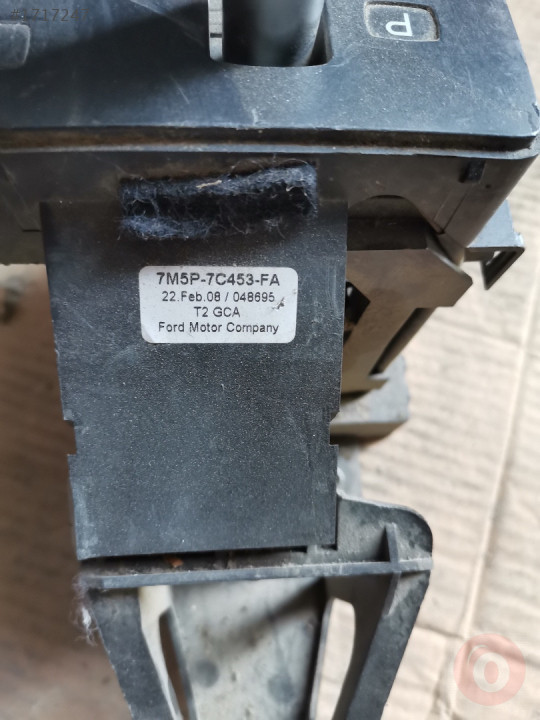 P
7M5P-7C453-FA
22.Feb.08 / 048695
T2 GCA
Ford Motor Company